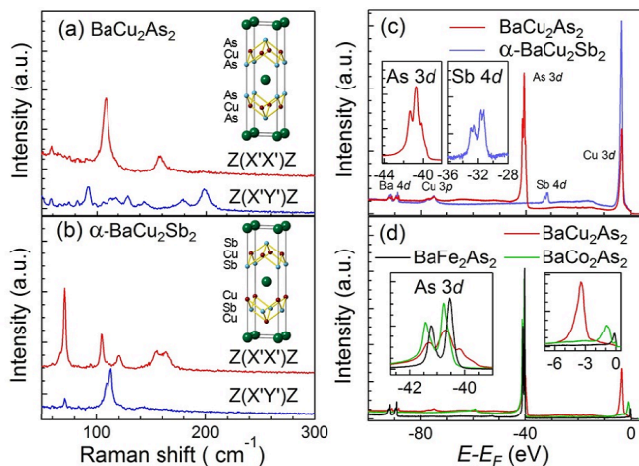 (a) BaCu₂As₂
As
Cu
As
As
Cu
As
Z(X'X')Z
Z(X'Y')Z
Intensity (a.u.)
(b) α-BaCu₂Sb₂
Sb
Cu
Sb
Cu
Sb
Cu
Z(X'X')Z
Z(X'Y')Z
Intensity (a.u.)
100 200 300
Raman shift ( cm⁻¹)
(c)
BaCu₂As₂
α-BaCu₂Sb₂
As 3d
Sb 4d
-44 -40 -36 -32 -28
As 3d
Cu 3d
Ba 4d
Cu 3p
Sb 4d
Intensity (a.u.)
(d)
BaCu₂As₂
BaFe₂As₂
BaCo₂As₂
As 3d
-42 -40
-6 -3 0
Intensity (a.u.)
-80 -40 0
E-E_F (eV)